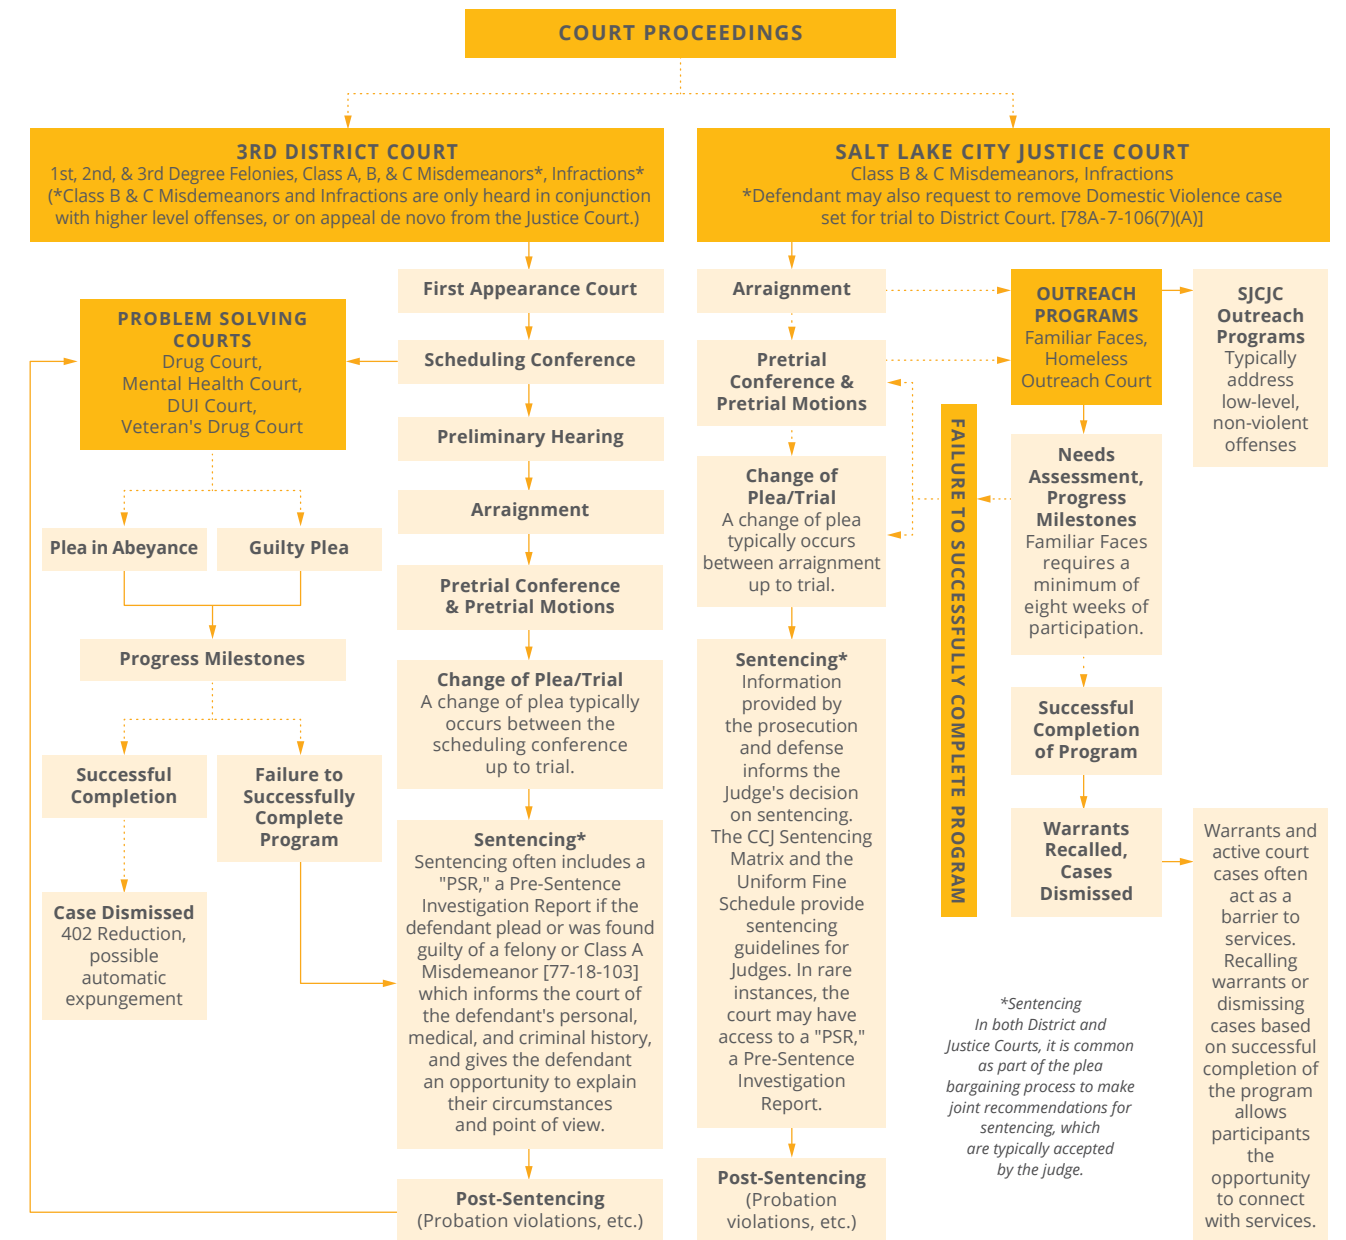 COURT PROCEEDINGS
3RD DISTRICT COURT
1st, 2nd, & 3rd Degree Felonies, Class A, B, & C Misdemeanors*, Infractions*
(*Class B & C Misdemeanors and Infractions are only heard in conjunction
with higher level offenses, or on appeal de novo from the Justice Court.)
First Appearance Court
Scheduling Conference
Preliminary Hearing
Arraignment
Pretrial Conference
& Pretrial Motions
Change of Plea/Trial
A change of plea typically
occurs between the
scheduling conference
up to trial.
Sentencing*
Sentencing often includes a
"PSR," a Pre-Sentence
Investigation Report if the
defendant plead or was found
guilty of a felony or Class A
Misdemeanor [77-18-103]
which informs the court of
the defendant's personal,
medical, and criminal history,
and gives the defendant
an opportunity to explain
their circumstances
and point of view.
Post-Sentencing
(Probation violations, etc.)
PROBLEM SOLVING
COURTS
Drug Court,
Mental Health Court,
DUI Court,
Veteran's Drug Court
Plea in Abeyance
Guilty Plea
Progress Milestones
Successful
Completion
Failure to
Successfully
Complete
Program
Case Dismissed
402 Reduction,
possible
automatic
expungement
SALT LAKE CITY JUSTICE COURT
Class B & C Misdemeanors, Infractions
*Defendant may also request to remove Domestic Violence case
set for trial to District Court. [78A-7-106(7)(A)]
Arraignment
Pretrial
Conference &
Pretrial Motions
Change of
Plea/Trial
A change of plea
typically occurs
between arraignment
up to trial.
Sentencing*
Information
provided by
the prosecution
and defense
informs the
Judge's decision
on sentencing.
The CCJ Sentencing
Matrix and the
Uniform Fine
Schedule provide
sentencing
guidelines for
Judges. In rare
instances, the
court may have
access to a "PSR,"
a Pre-Sentence
Investigation
Report.
Post-Sentencing
(Probation
violations, etc.)
OUTREACH
PROGRAMS
Familiar Faces,
Homeless
Outreach Court
SJCJC
Outreach
Programs
Typically
address
low-level,
non-violent
offenses
FAILURE TO SUCCESSFULLY COMPLETE PROGRAM
Needs
Assessment,
Progress
Milestones
Familiar Faces
requires a
minimum of
eight weeks of
participation.
Successful
Completion
of Program
Warrants
Recalled,
Cases
Dismissed
Warrants and
active court
cases often
act as a
barrier to
services.
Recalling
warrants or
dismissing
cases based
on successful
completion of
the program
allows
participants
the
opportunity
to connect
with services.
*Sentencing
In both District and
Justice Courts, it is common
as part of the plea
bargaining process to make
joint recommendations for
sentencing, which
are typically accepted
by the judge.